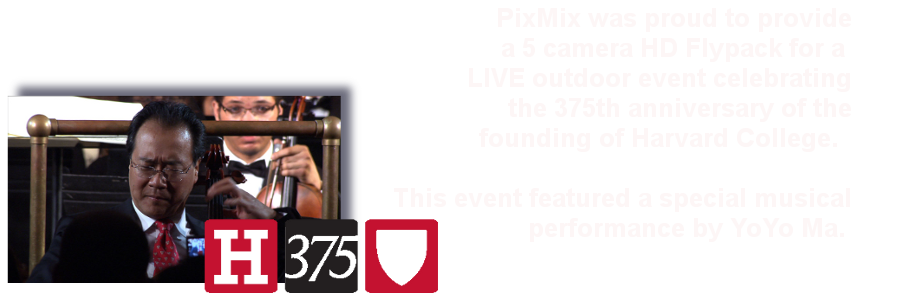 PixMix was proud to provide
a 5 camera HD Flypack for a
LIVE outdoor event celebrating
the 375th anniversary of the
founding of Harvard College.
This event featured a special musical
performance by YoYo Ma.
H 375